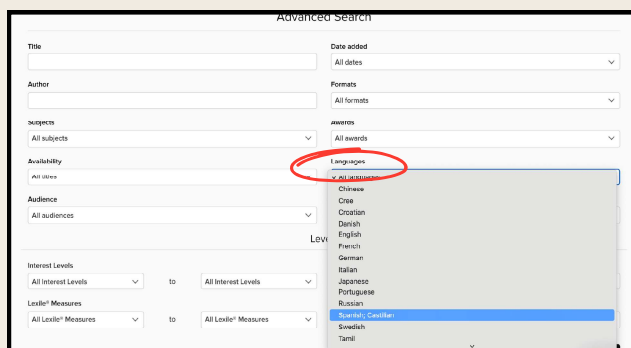 Advanced Search
Title
Date added
All dates
Author
Formats
All formats
Subjects
All subjects
Awards
All awards
Availability
All titles
Languages
✓ All languages
Chinese
Cree
Croatian
Danish
English
French
German
Italian
Japanese
Portuguese
Russian
Spanish; Castilian
Swedish
Tamil
Audience
All audiences
Leve
Interest Levels
All Interest Levels
to
All Interest Levels
Lexile® Measures
All Lexile® Measures
to
All Lexile® Measures